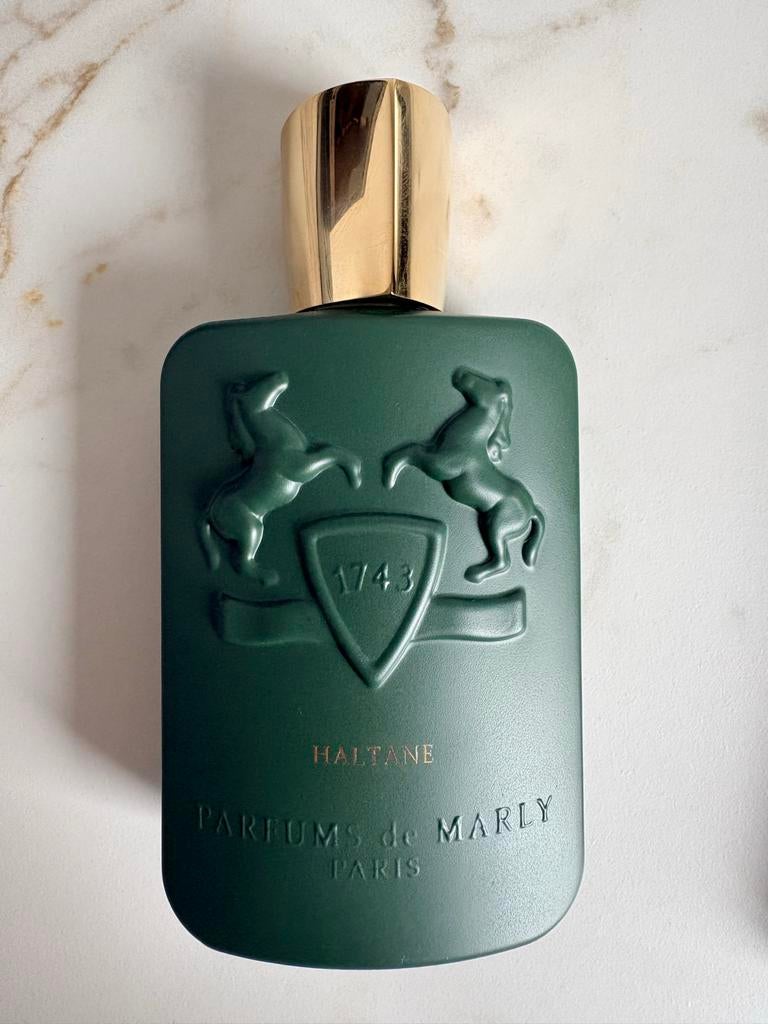 1743
HALTANE
PARFUMS de MARLY
PARIS